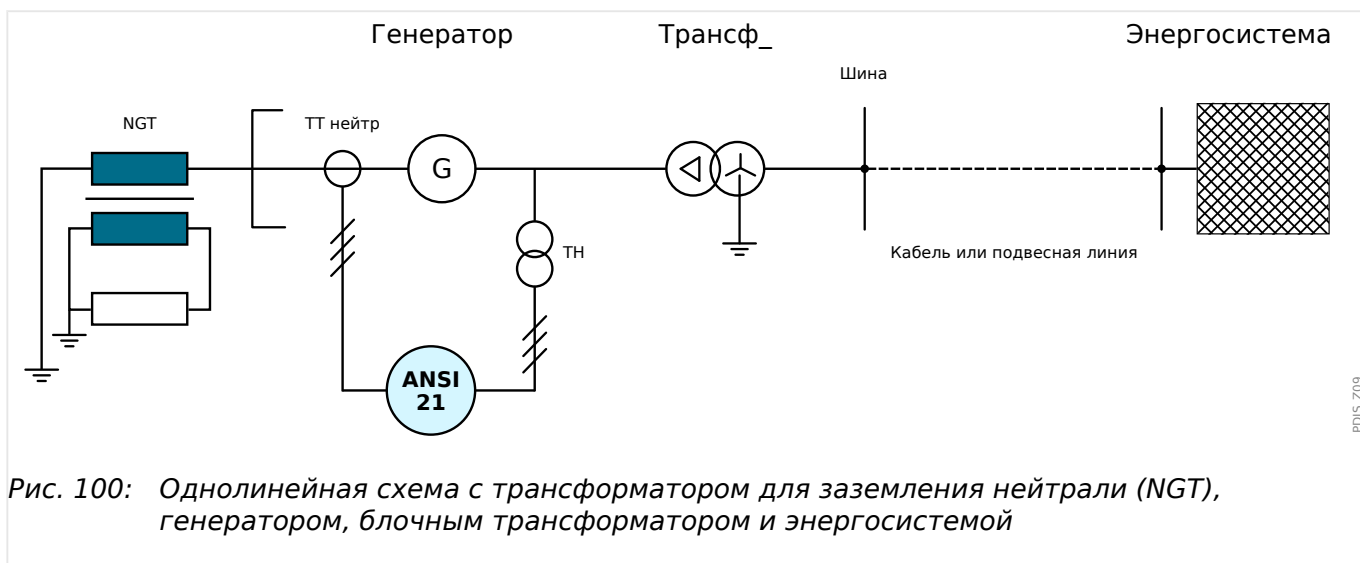 Генератор
Трансф_
Энергосистема
Шина
NGT
ТТ нейтр
G
ТН
Кабель или подвесная линия
ANSI
21
PDIS_Z09
Рис. 100: Однолинейная схема с трансформатором для заземления нейтрали (NGT),
генератором, блочным трансформатором и энергосистемой